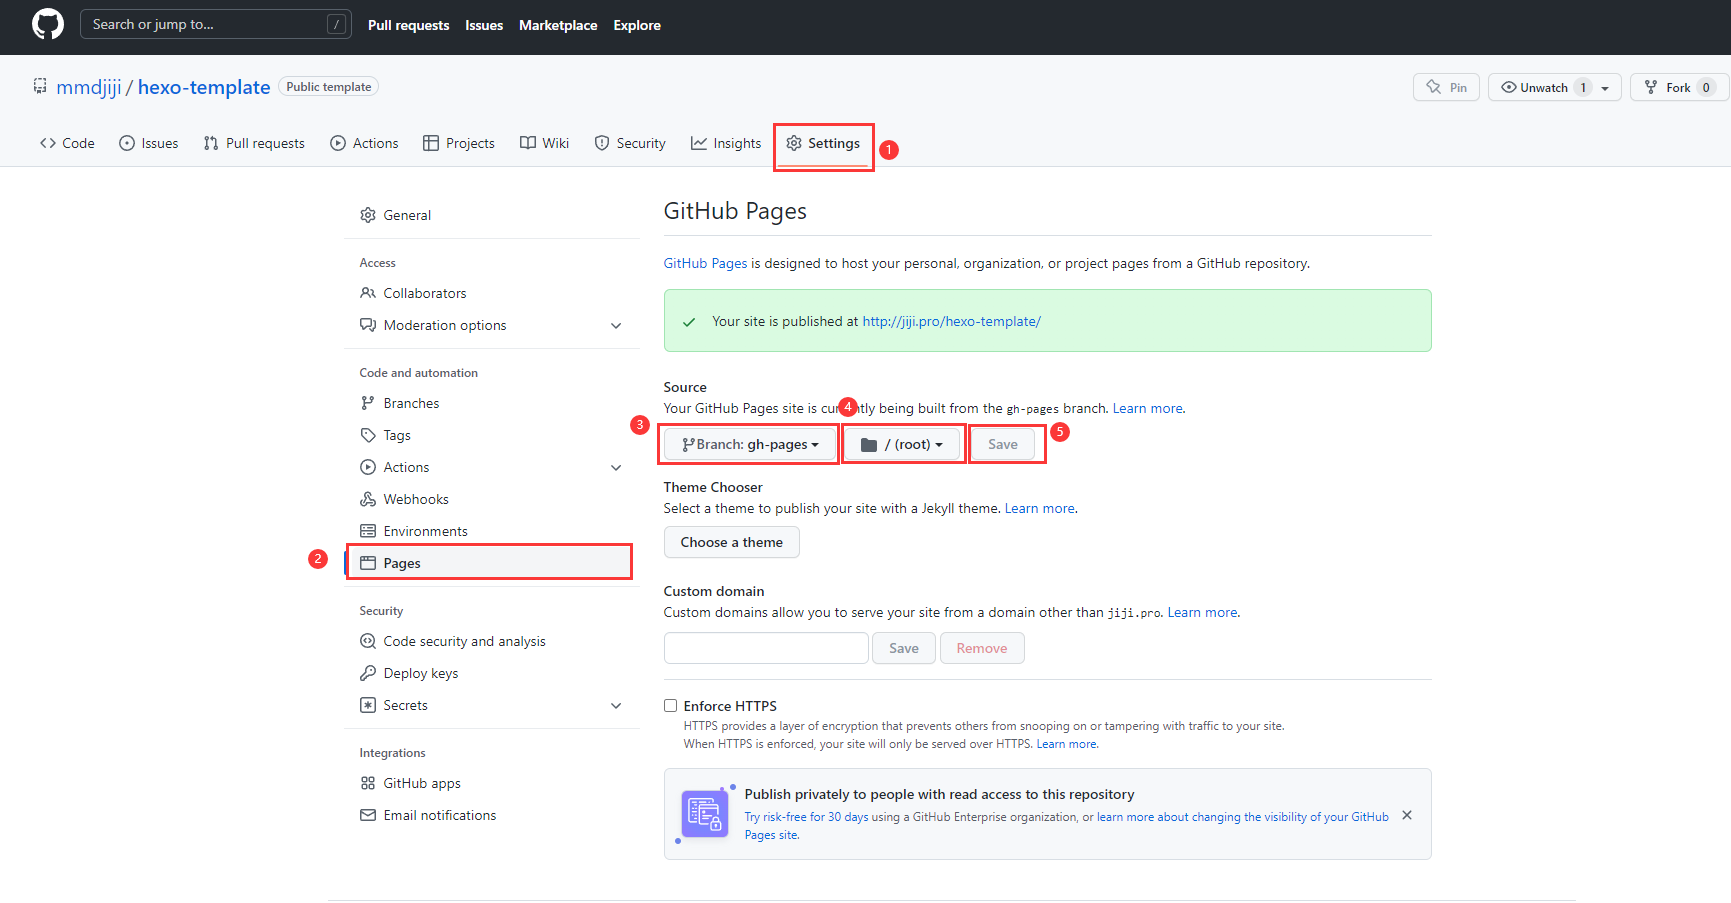 Search or jump to... / Pull requests Issues Marketplace Explore
mmdjiji / hexo-template Public template Pin Unwatch 1 Fork 0
Code Issues Pull requests Actions Projects Wiki Security Insights Settings 1
General
Access
Collaborators
Moderation options
Code and automation
Branches
Tags
Actions
Webhooks
Environments
2 Pages
Security
Code security and analysis
Deploy keys
Secrets
Integrations
GitHub apps
Email notifications
GitHub Pages
GitHub Pages is designed to host your personal, organization, or project pages from a GitHub repository.
Your site is published at http://jiji.pro/hexo-template/
Source
Your GitHub Pages site is currently being built from the gh-pages branch. Learn more.
3 Branch: gh-pages 4 / (root) Save 5
Theme Chooser
Select a theme to publish your site with a Jekyll theme. Learn more.
Choose a theme
Custom domain
Custom domains allow you to serve your site from a domain other than jiji.pro. Learn more.
Save Remove
Enforce HTTPS
HTTPS provides a layer of encryption that prevents others from snooping on or tampering with traffic to your site.
When HTTPS is enforced, your site will only be served over HTTPS. Learn more.
Publish privately to people with read access to this repository
Try risk-free for 30 days using a GitHub Enterprise organization, or learn more about changing the visibility of your GitHub
Pages site.